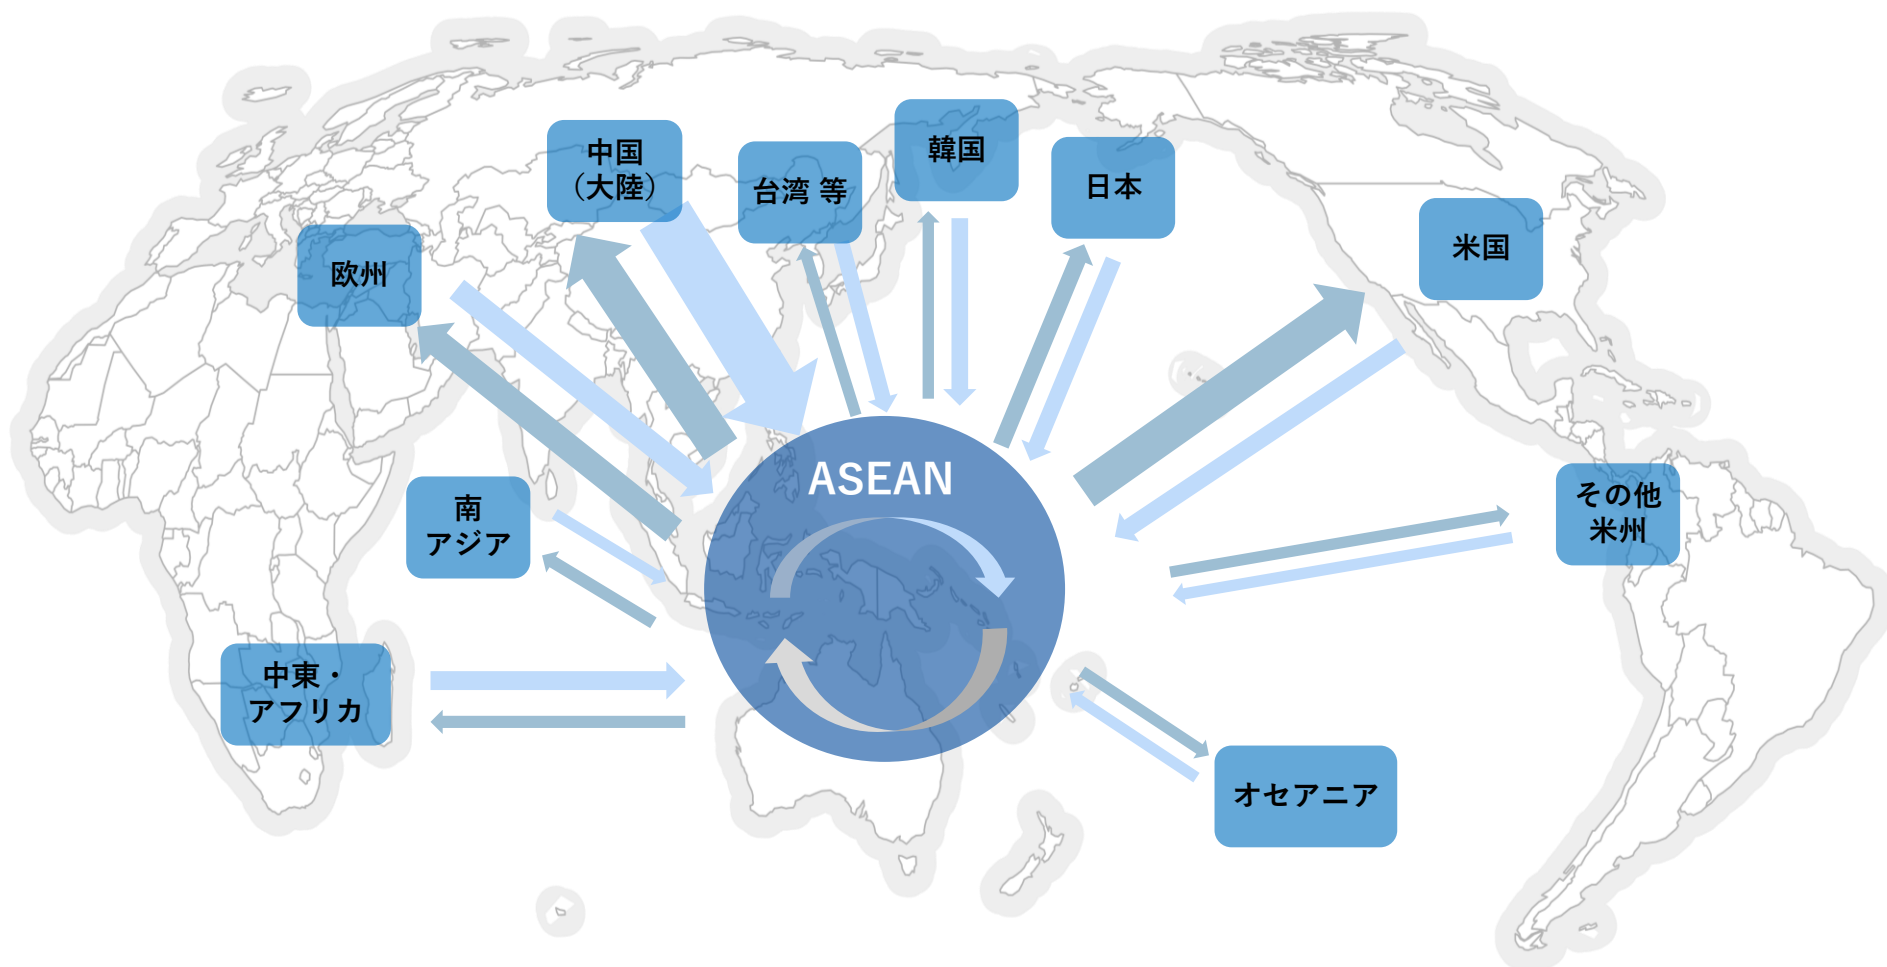 中国
（大陸）
台湾 等
韓国
日本
米国
欧州
ASEAN
南
アジア
その他
米州
中東・
アフリカ
オセアニア